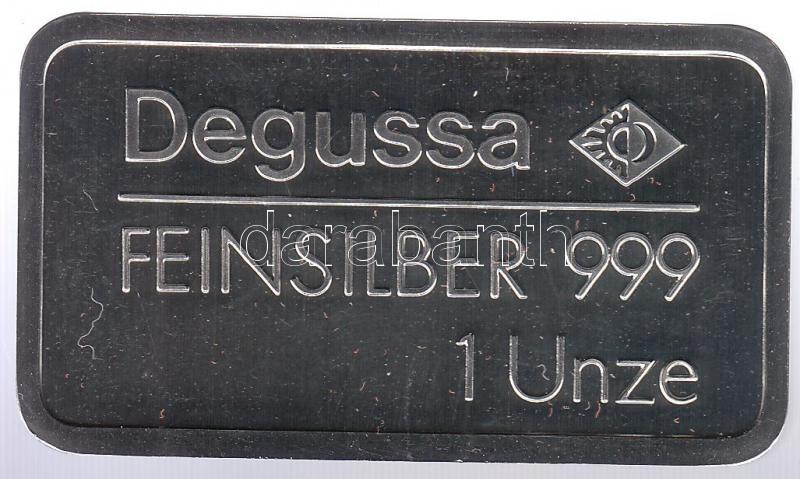 Degussa
FEINSILBER 999
darabanth
1 Unze